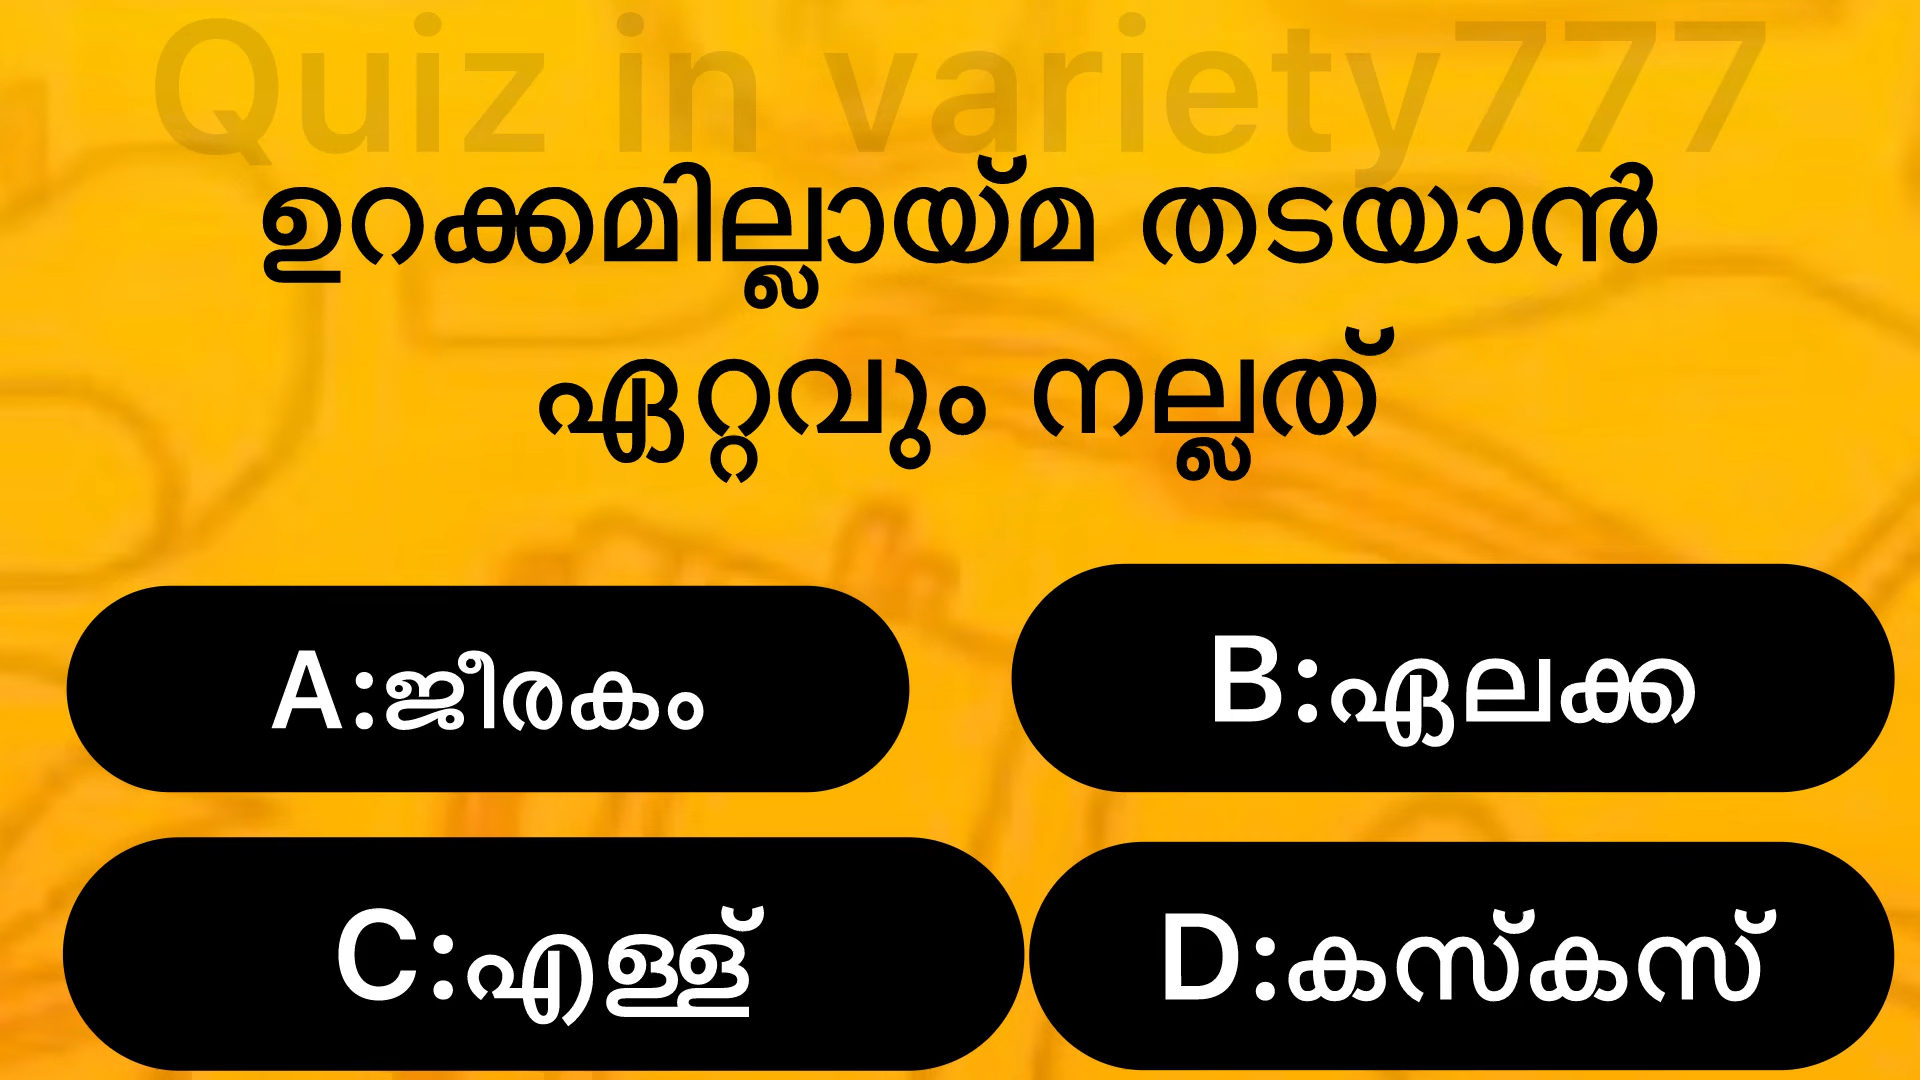 Quiz in variety777
ഉറക്കമില്ലായ്മ തടയാൻ
ഏറ്റവും നല്ലത്
A:ജീരകം
B:ഏലക്ക
C:എള്ള്
D:കസ്കസ്